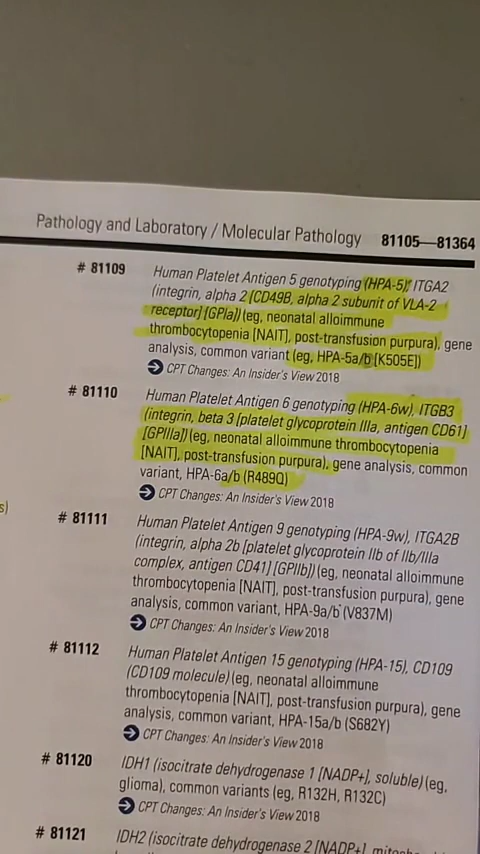 Pathology and Laboratory / Molecular Pathology 81105—81364
# 81109 Human Platelet Antigen 5 genotyping (HPA-5), ITGA2
(integrin, alpha 2 [CD49B, alpha 2 subunit of VLA-2
receptor] [GPIa]) (eg, neonatal alloimmune
thrombocytopenia [NAIT], post-transfusion purpura), gene
analysis, common variant (eg, HPA-5a/b [K505E])
CPT Changes: An Insider's View 2018
# 81110 Human Platelet Antigen 6 genotyping (HPA-6w), ITGB3
(integrin, beta 3 [platelet glycoprotein IIIa, antigen CD61]
[GPIIIa]) (eg, neonatal alloimmune thrombocytopenia
[NAIT], post-transfusion purpura), gene analysis, common
variant, HPA-6a/b (R489Q)
CPT Changes: An Insider's View 2018
s)
# 81111 Human Platelet Antigen 9 genotyping (HPA-9w), ITGA2B
(integrin, alpha 2b [platelet glycoprotein IIb of IIb/IIIa
complex, antigen CD41] [GPIIb]) (eg, neonatal alloimmune
thrombocytopenia [NAIT], post-transfusion purpura), gene
analysis, common variant, HPA-9a/b (V837M)
CPT Changes: An Insider's View 2018
# 81112 Human Platelet Antigen 15 genotyping (HPA-15), CD109
(CD109 molecule) (eg, neonatal alloimmune
thrombocytopenia [NAIT], post-transfusion purpura), gene
analysis, common variant, HPA-15a/b (S682Y)
CPT Changes: An Insider's View 2018
# 81120 IDH1 (isocitrate dehydrogenase 1 [NADP+], soluble) (eg,
glioma), common variants (eg, R132H, R132C)
CPT Changes: An Insider's View 2018
# 81121 IDH2 (isocitrate dehydrogenase 2 [NADP+],